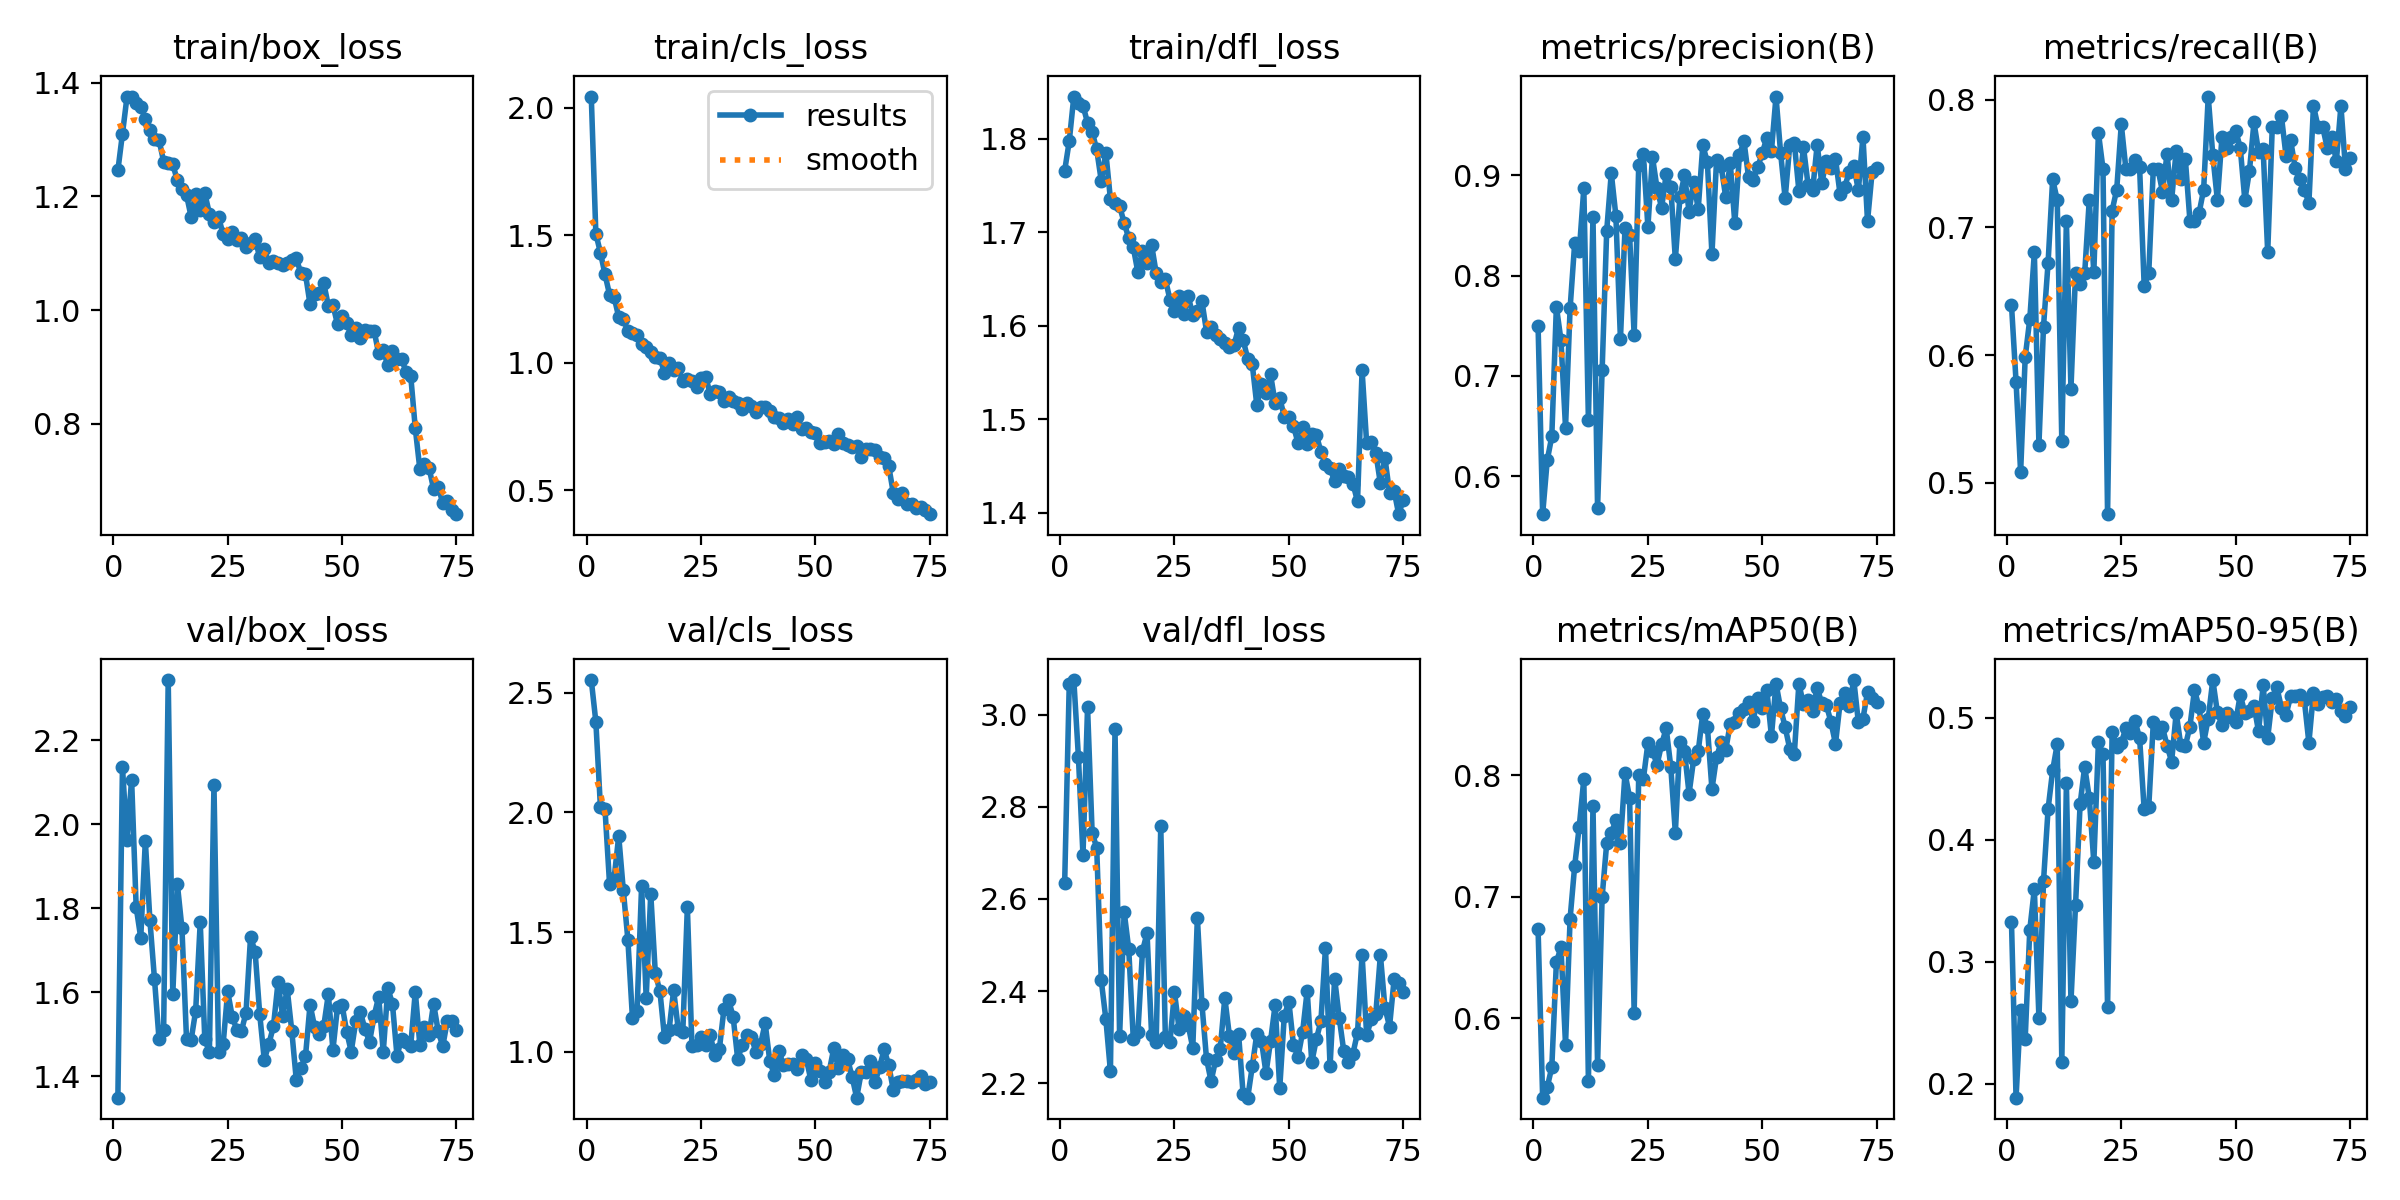 train/box_loss
1.4
1.2
1.0
0.8
0 25 50 75
train/cls_loss
results
smooth
2.0
1.5
1.0
0.5
0 25 50 75
train/dfl_loss
1.8
1.7
1.6
1.5
1.4
0 25 50 75
metrics/precision(B)
0.9
0.8
0.7
0.6
0 25 50 75
metrics/recall(B)
0.8
0.7
0.6
0.5
0 25 50 75
val/box_loss
2.2
2.0
1.8
1.6
1.4
0 25 50 75
val/cls_loss
2.5
2.0
1.5
1.0
0 25 50 75
val/dfl_loss
3.0
2.8
2.6
2.4
2.2
0 25 50 75
metrics/mAP50(B)
0.8
0.7
0.6
0 25 50 75
metrics/mAP50-95(B)
0.5
0.4
0.3
0.2
0 25 50 75